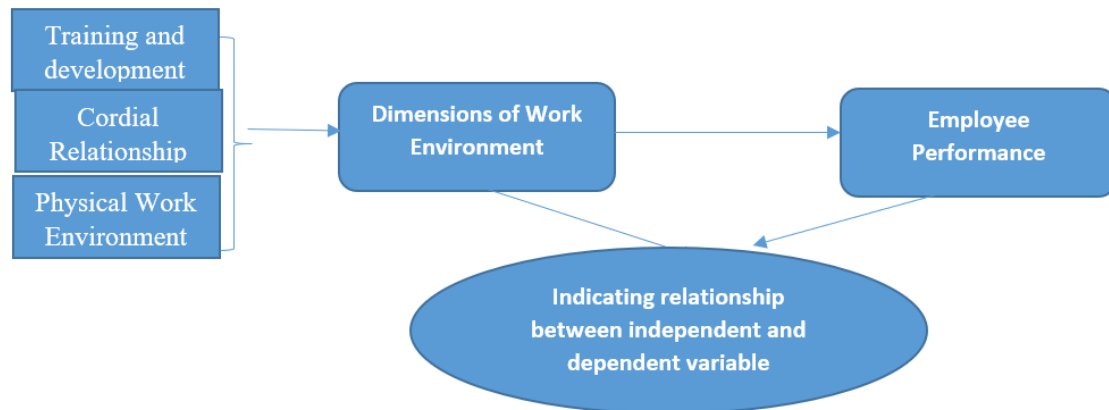 Training and
development
Cordial
Relationship
Physical Work
Environment
Dimensions of Work
Environment
Employee
Performance
Indicating relationship
between independent and
dependent variable